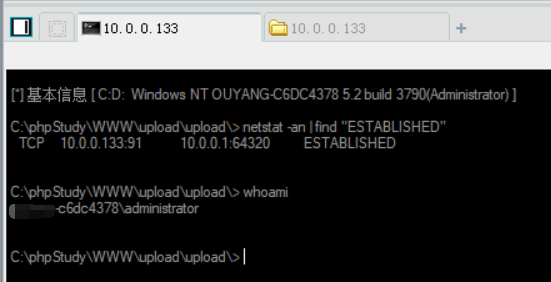 10.0.0.133
10.0.0.133
[*] 基本信息 [ C:D: Windows NT OUYANG-C6DC4378 5.2 build 3790(Administrator) ]
C:\phpStudy\WWW\upload\upload\> netstat -an | find "ESTABLISHED"
TCP 10.0.0.133:91 10.0.0.1:64320 ESTABLISHED
C:\phpStudy\WWW\upload\upload\> whoami
-c6dc4378\administrator
C:\phpStudy\WWW\upload\upload\>